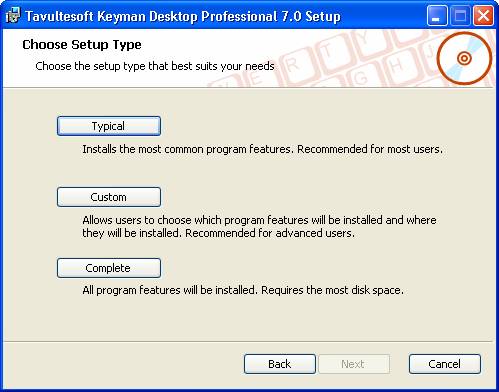 Tavultesoft Keyman Desktop Professional 7.0 Setup
Choose Setup Type
Choose the setup type that best suits your needs
Typical
Installs the most common program features. Recommended for most users.
Custom
Allows users to choose which program features will be installed and where
they will be installed. Recommended for advanced users.
Complete
All program features will be installed. Requires the most disk space.
Back
Next
Cancel